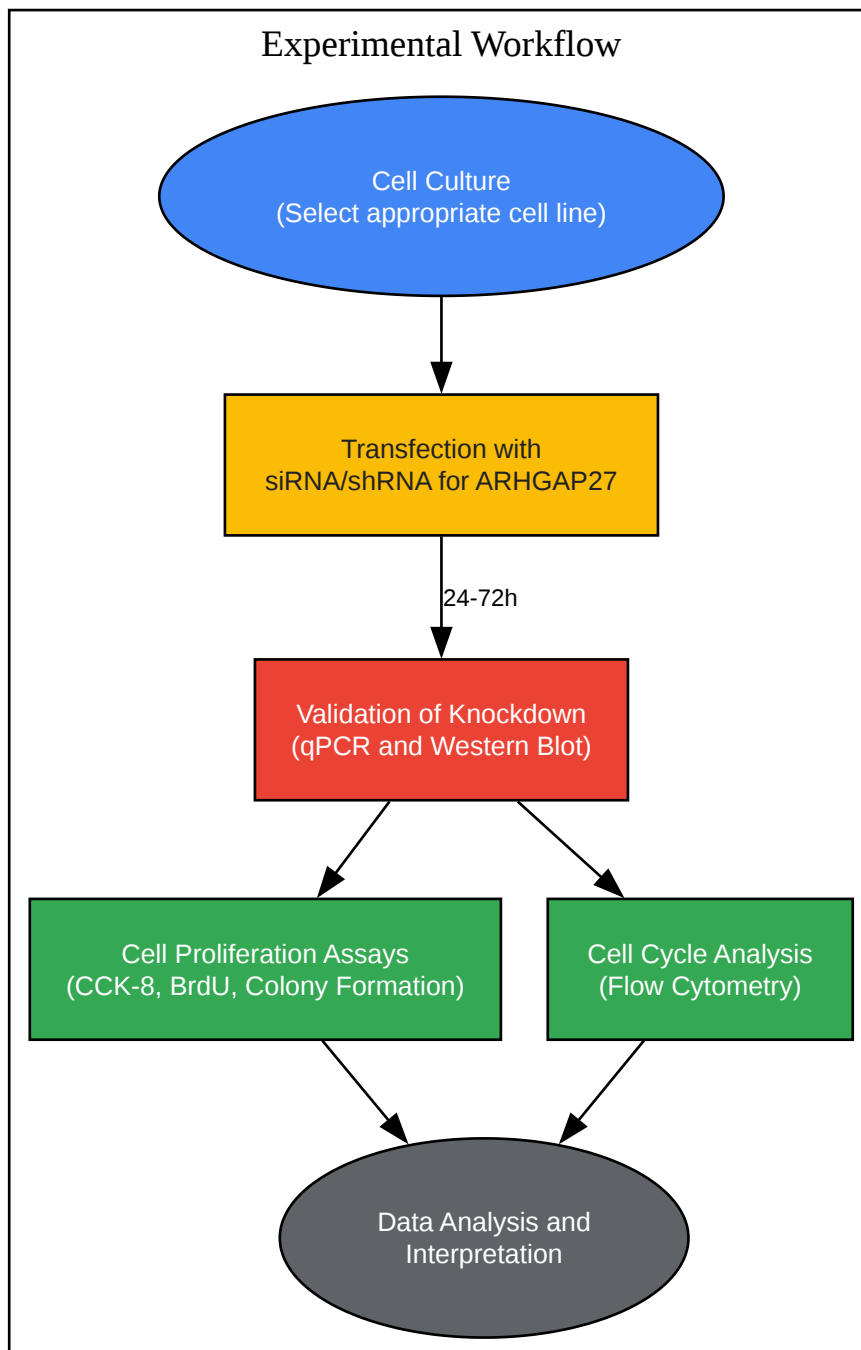 Experimental Workflow
Cell Culture
(Select appropriate cell line)
Transfection with
siRNA/shRNA for ARHGAP27
24-72h
Validation of Knockdown
(qPCR and Western Blot)
Cell Proliferation Assays
(CCK-8, BrdU, Colony Formation)
Cell Cycle Analysis
(Flow Cytometry)
Data Analysis and
Interpretation